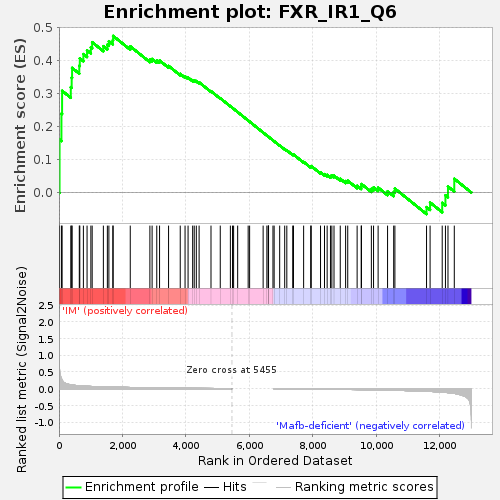 Enrichment plot: FXR_IR1_Q6
Enrichment score (ES)
0.5
0.4
0.3
0.2
0.1
0.0
'IM' (positively correlated)
Ranked list metric (Signal2Noise)
2.5
2.0
1.5
1.0
0.5
0.0
-0.5
-1.0
Zero cross at 5455
'Mafb-deficient' (negatively correlated)
0 2,000 4,000 6,000 8,000 10,000 12,000
Rank in Ordered Dataset
Enrichment profile Hits Ranking metric scores